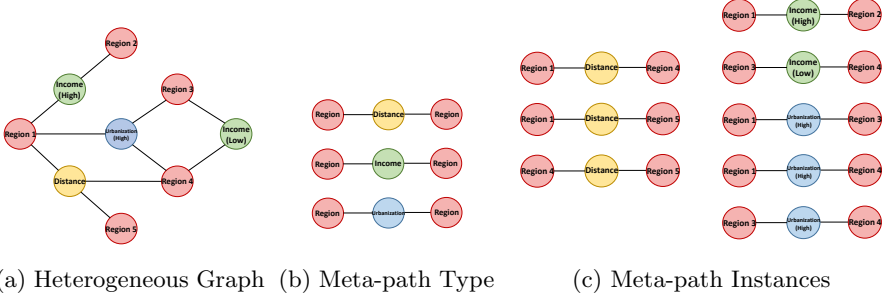 Region 2
Income
(High)
Region 3
Region 1
Urbanization
(High)
Income
(Low)
Distance
Region 4
Region 5
(a) Heterogeneous Graph
Region Distance Region
Region Income Region
Region Urbanization Region
(b) Meta-path Type
Region 1 Distance Region 4
Region 1 Distance Region 5
Region 4 Distance Region 5
Region 1 Income (High) Region 2
Region 3 Income (Low) Region 4
Region 1 Urbanization (High) Region 3
Region 1 Urbanization (High) Region 4
Region 3 Urbanization (High) Region 4
(c) Meta-path Instances